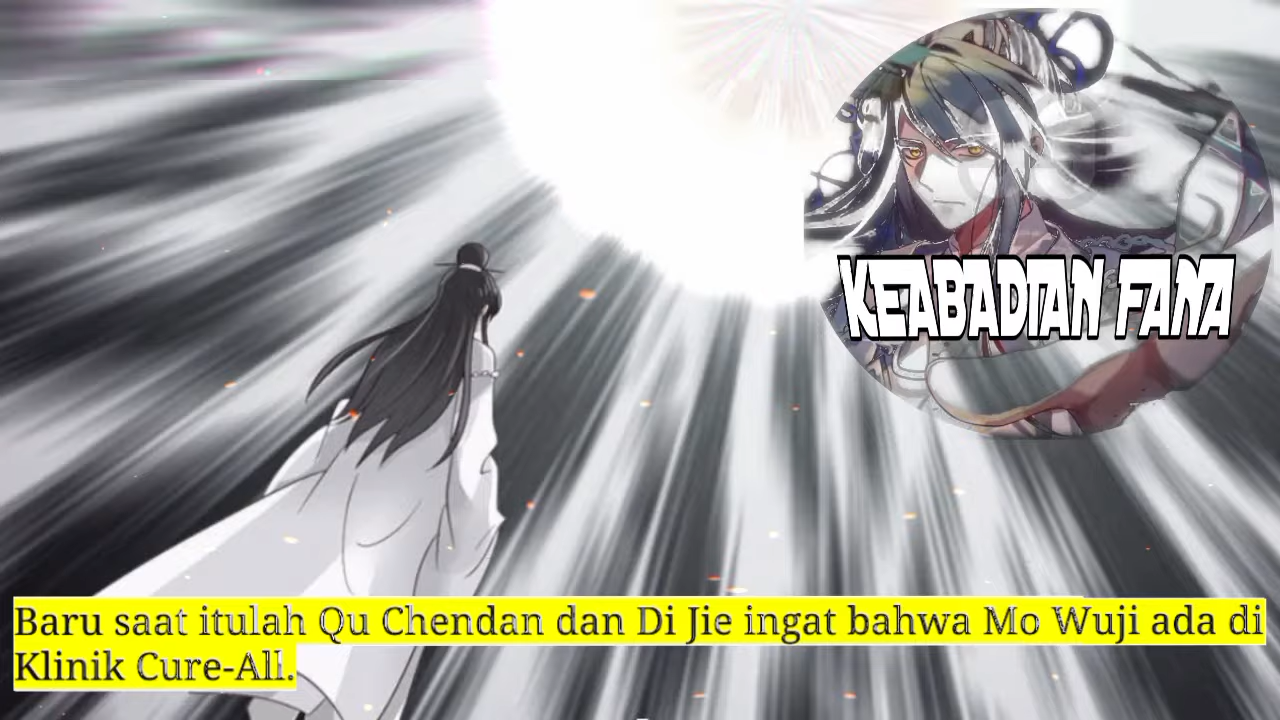 KEABADIAN FANA
Baru saat itulah Qu Chendan dan Di Jie ingat bahwa Mo Wuji ada di
Klinik Cure-All.